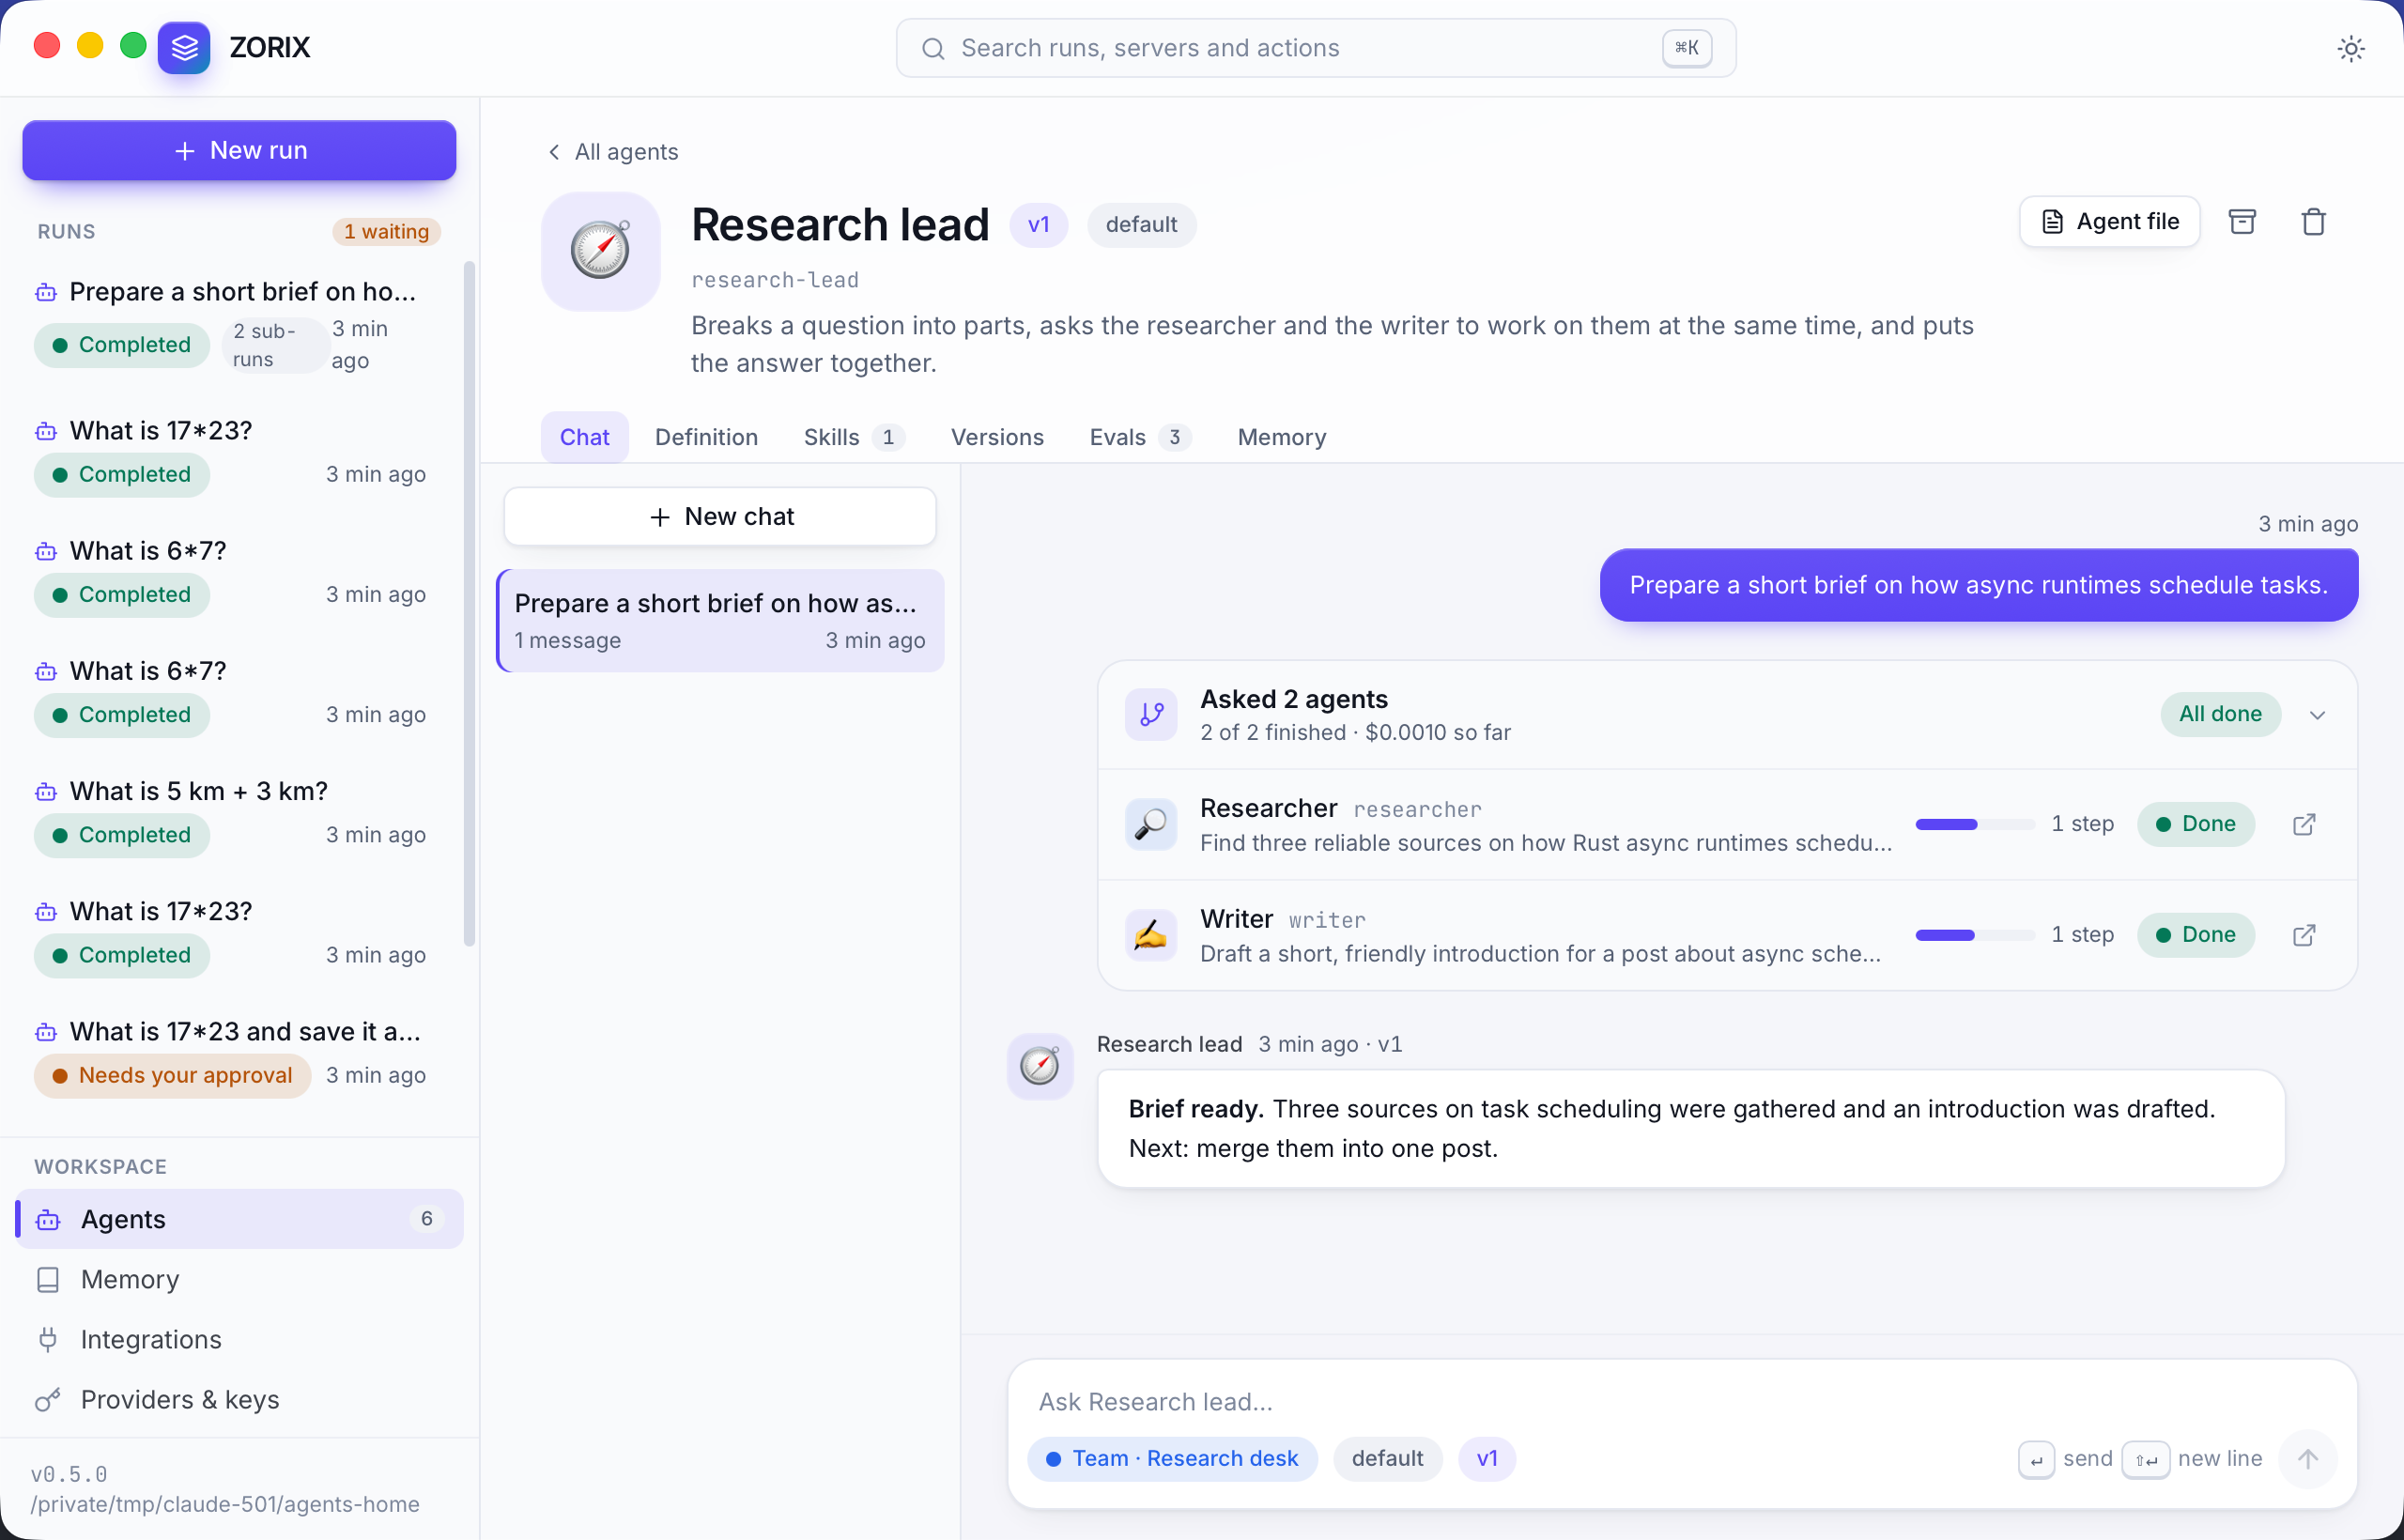 ZORIX
Search runs, servers and actions
⌘K
New run
RUNS
1 waiting
Prepare a short brief on ho...
Completed
2 sub-
runs
3 min
ago
What is 17*23?
Completed
3 min ago
What is 6*7?
Completed
3 min ago
What is 6*7?
Completed
3 min ago
What is 5 km + 3 km?
Completed
3 min ago
What is 17*23?
Completed
3 min ago
What is 17*23 and save it a...
Needs your approval
3 min ago
WORKSPACE
Agents
6
Memory
Integrations
Providers & keys
v0.5.0
/private/tmp/claude-501/agents-home
All agents
Research lead
v1
default
research-lead
Breaks a question into parts, asks the researcher and the writer to work on them at the same time, and puts
the answer together.
Agent file
Chat
Definition
Skills 1
Versions
Evals 3
Memory
New chat
Prepare a short brief on how as...
1 message
3 min ago
3 min ago
Prepare a short brief on how async runtimes schedule tasks.
Asked 2 agents
2 of 2 finished · $0.0010 so far
All done
Researcher researcher
Find three reliable sources on how Rust async runtimes schedu...
1 step
Done
Writer writer
Draft a short, friendly introduction for a post about async sche...
1 step
Done
Research lead 3 min ago · v1
Brief ready. Three sources on task scheduling were gathered and an introduction was drafted.
Next: merge them into one post.
Ask Research lead...
Team · Research desk
default
v1
↵ send ⇧↵ new line